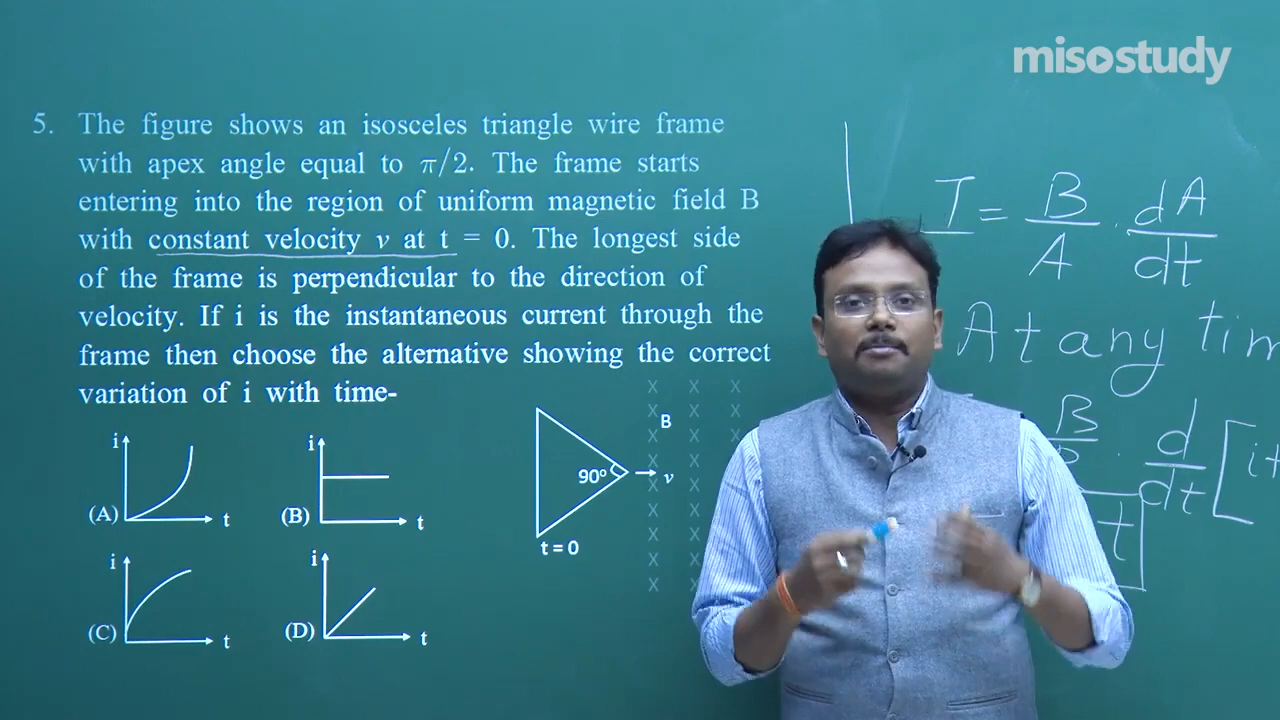 misostudy
5. The figure shows an isosceles triangle wire frame
with apex angle equal to π/2. The frame starts
entering into the region of uniform magnetic field B
with constant velocity v at t = 0. The longest side
of the frame is perpendicular to the direction of
velocity. If i is the instantaneous current through the
frame then choose the alternative showing the correct
variation of i with time-
i
t
(A)
i
t
(B)
i
t
(C)
i
t
(D)
90°
t = 0
v
B
x x x
x x x
x x x
x x
x x
x x
x x
x x
x x
I = B/A . dA/dt
At any tim
B . d/dt [it
t]